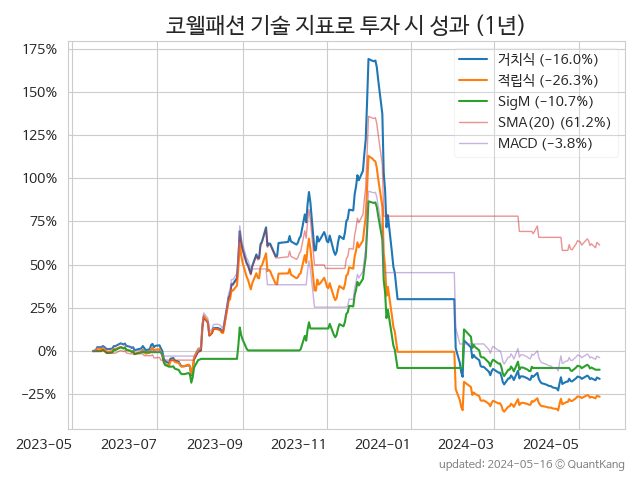 코웰패션 기술 지표로 투자 시 성과 (1년)
175%
150%
125%
100%
75%
50%
25%
0%
−25%
거치식 (−16.0%)
적립식 (−26.3%)
SigM (−10.7%)
SMA(20) (61.2%)
MACD (−3.8%)
2023-05 2023-07 2023-09 2023-11 2024-01 2024-03 2024-05
updated: 2024-05-16 © QuantKang